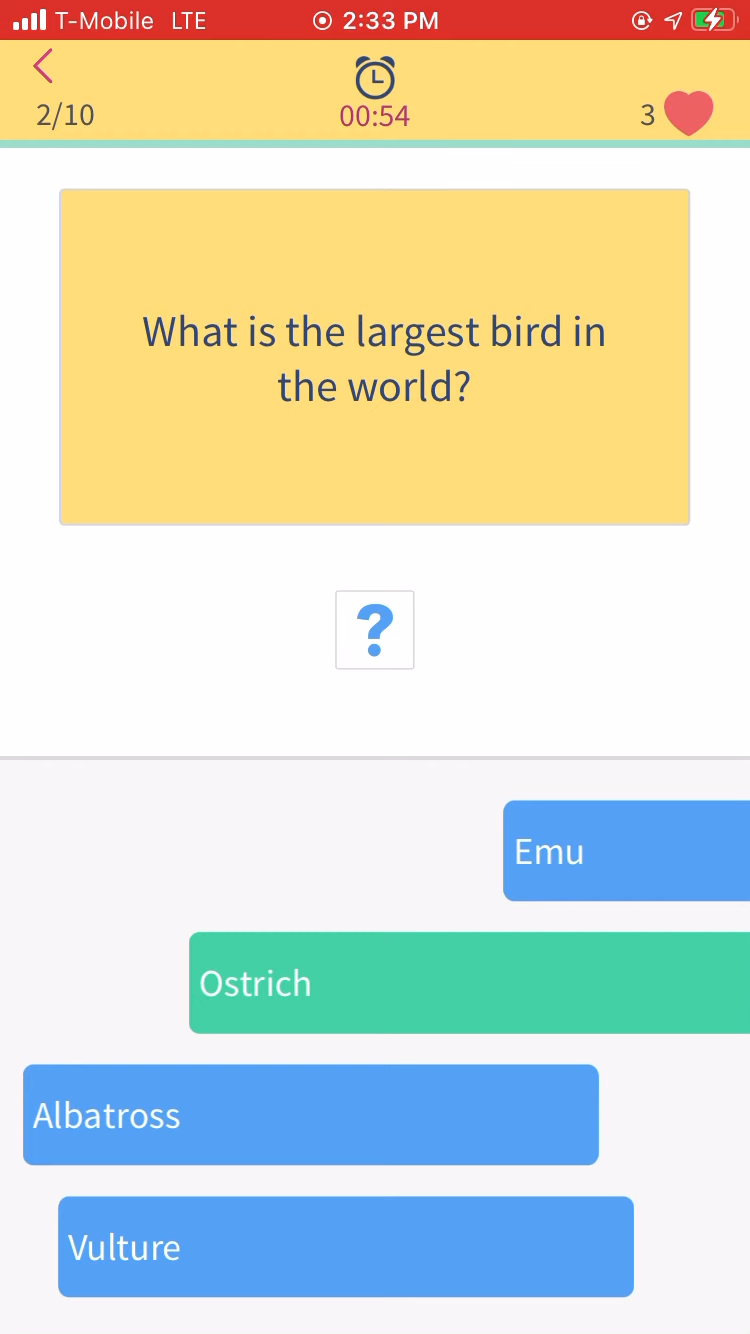 T-Mobile LTE 2:33 PM
2/10 00:54 3
What is the largest bird in
the world?
?
Emu
Ostrich
Albatross
Vulture